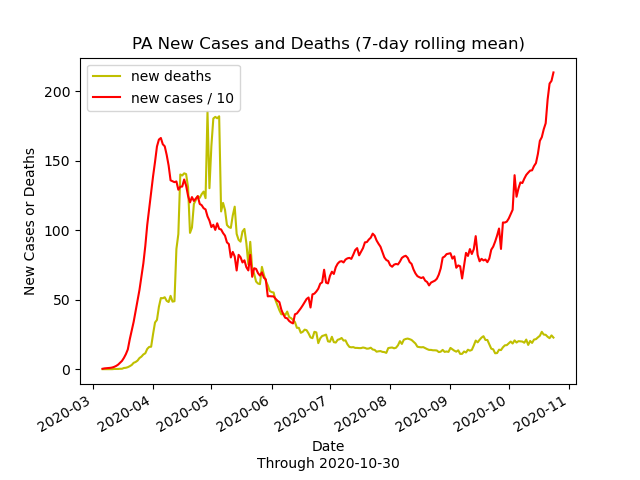 PA New Cases and Deaths (7-day rolling mean)
new deaths
new cases / 10
New Cases or Deaths
200
150
100
50
0
2020-03
2020-04
2020-05
2020-06
2020-07
2020-08
2020-09
2020-10
2020-11
Date
Through 2020-10-30